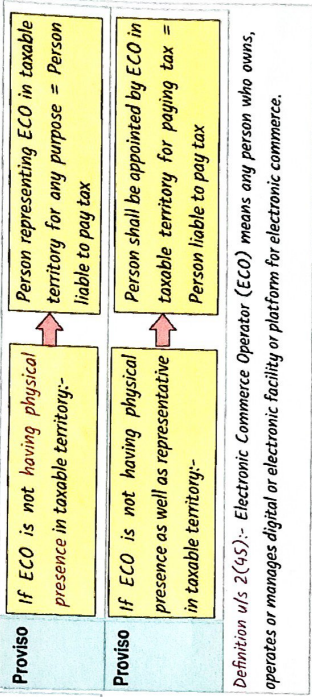 Proviso
If ECO is not having physical
presence in taxable territory:-
Person representing ECO in taxable
territory for any purpose = Person
liable to pay tax
Proviso
If ECO is not having physical
presence as well as representative
in taxable territory:-
Person shall be appointed by ECO in
taxable territory for paying tax =
Person liable to pay tax
Definition u/s 2(45):- Electronic Commerce Operator (ECO) means any person who owns,
operates or manages digital or electronic facility or platform for electronic commerce.